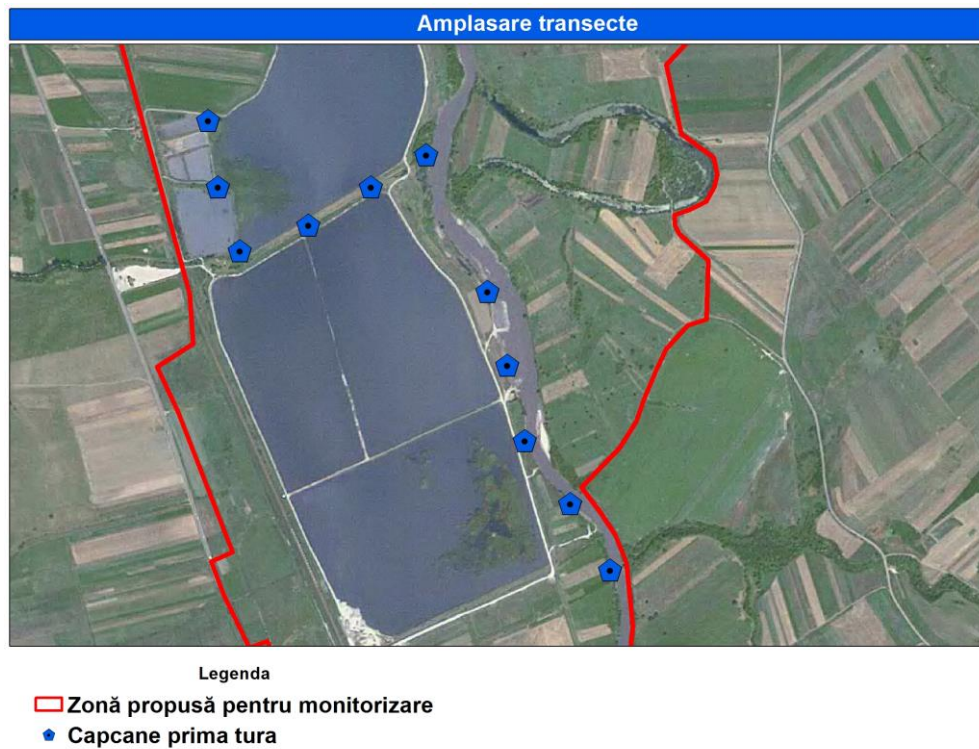 Amplasare transecte
Legenda
Zonă propusă pentru monitorizare
Capcane prima tura